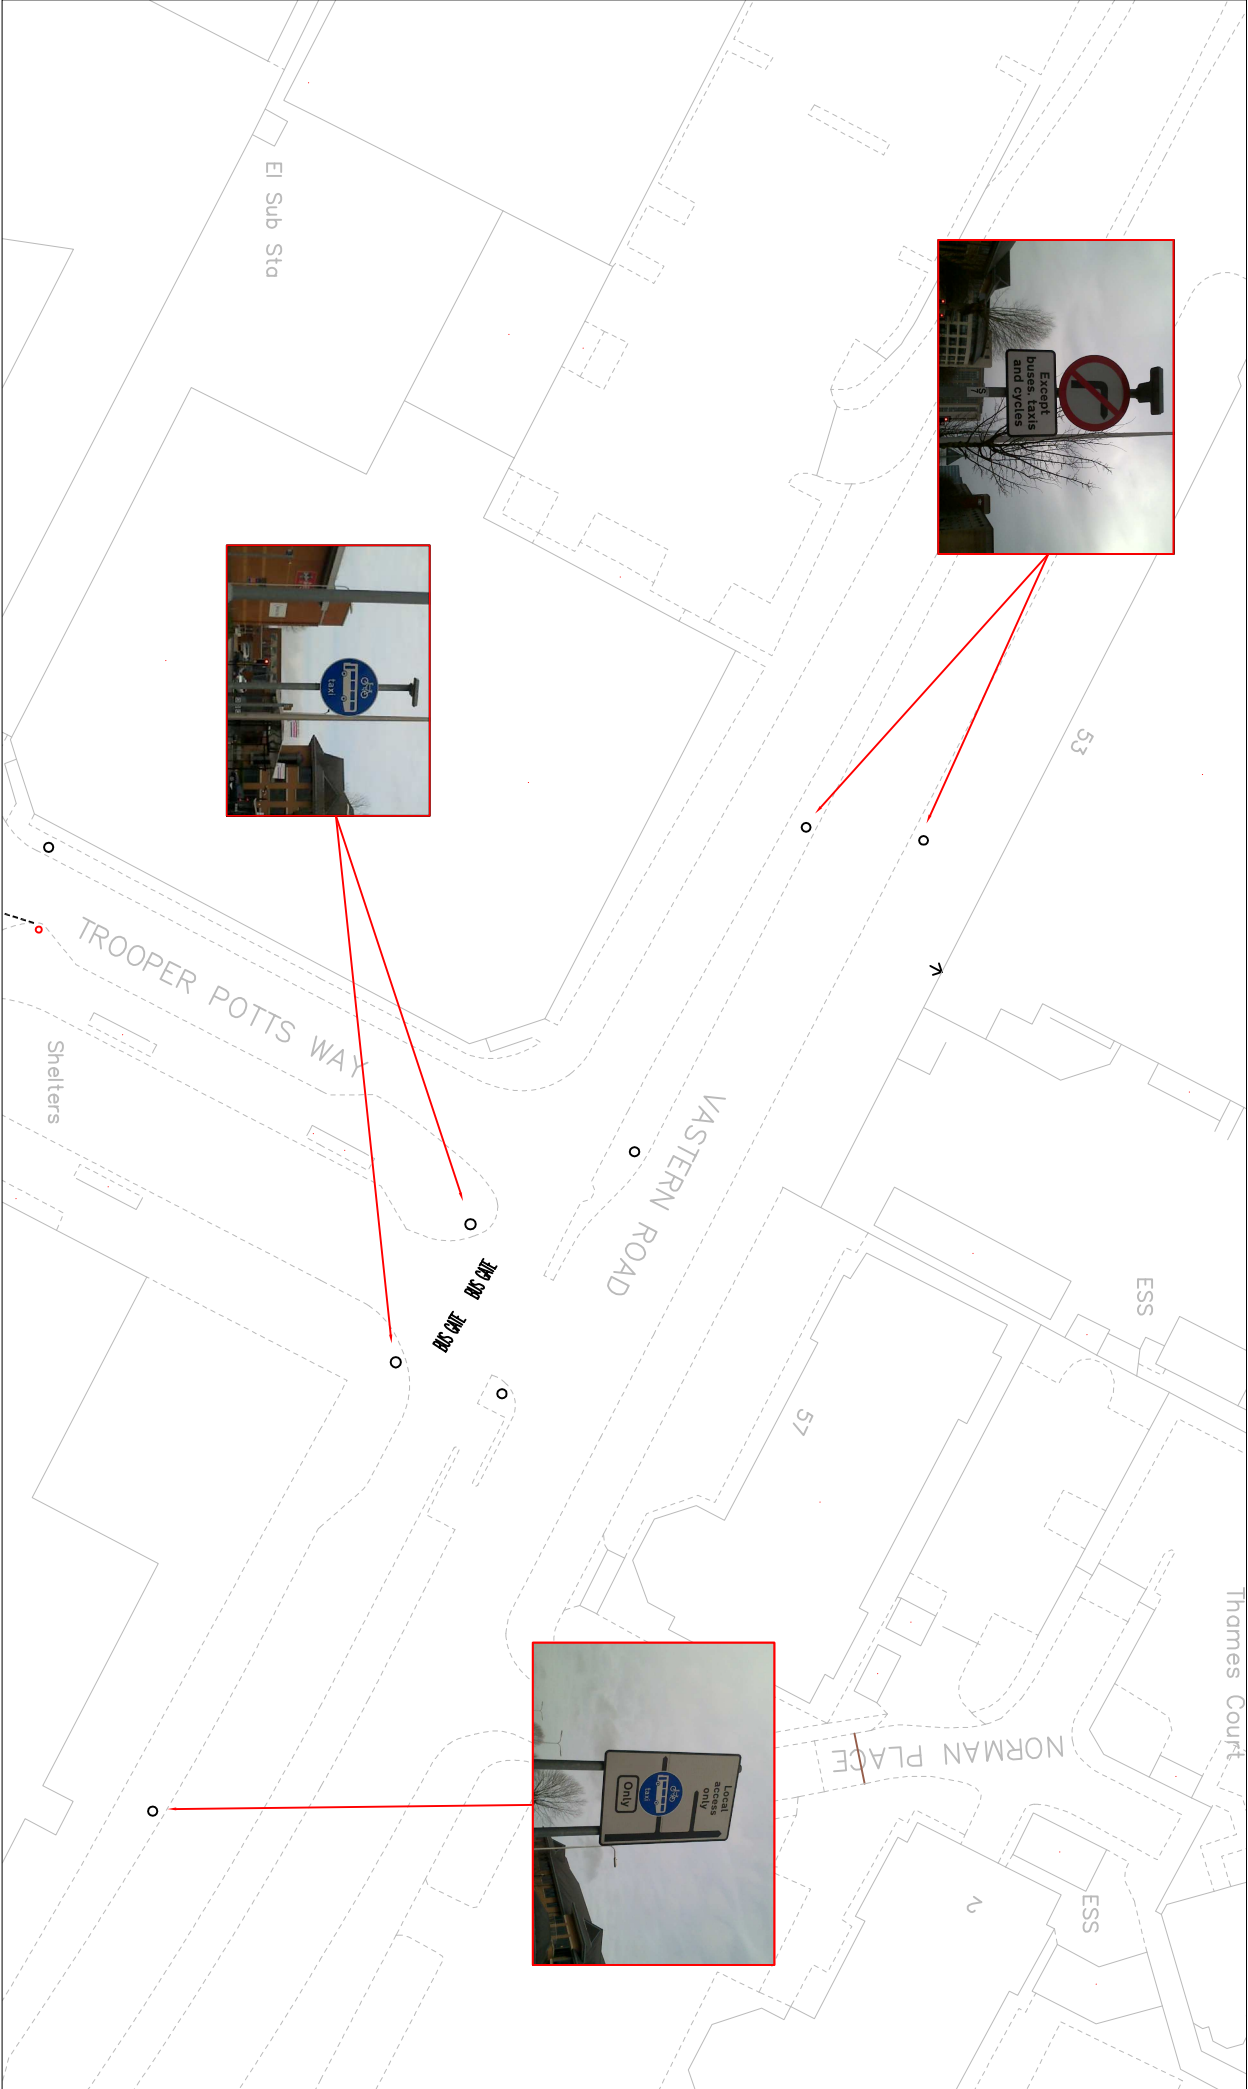 El Sub Sta
Except
buses, taxis
and cycles
53
taxi
TROOPER POTTS WAY
Shelters
VASTERN ROAD
BUS GATE
BUS GATE
ESS
57
Thames Court
NORMAN PLACE
Local
access
only
taxi
Only
2
ESS